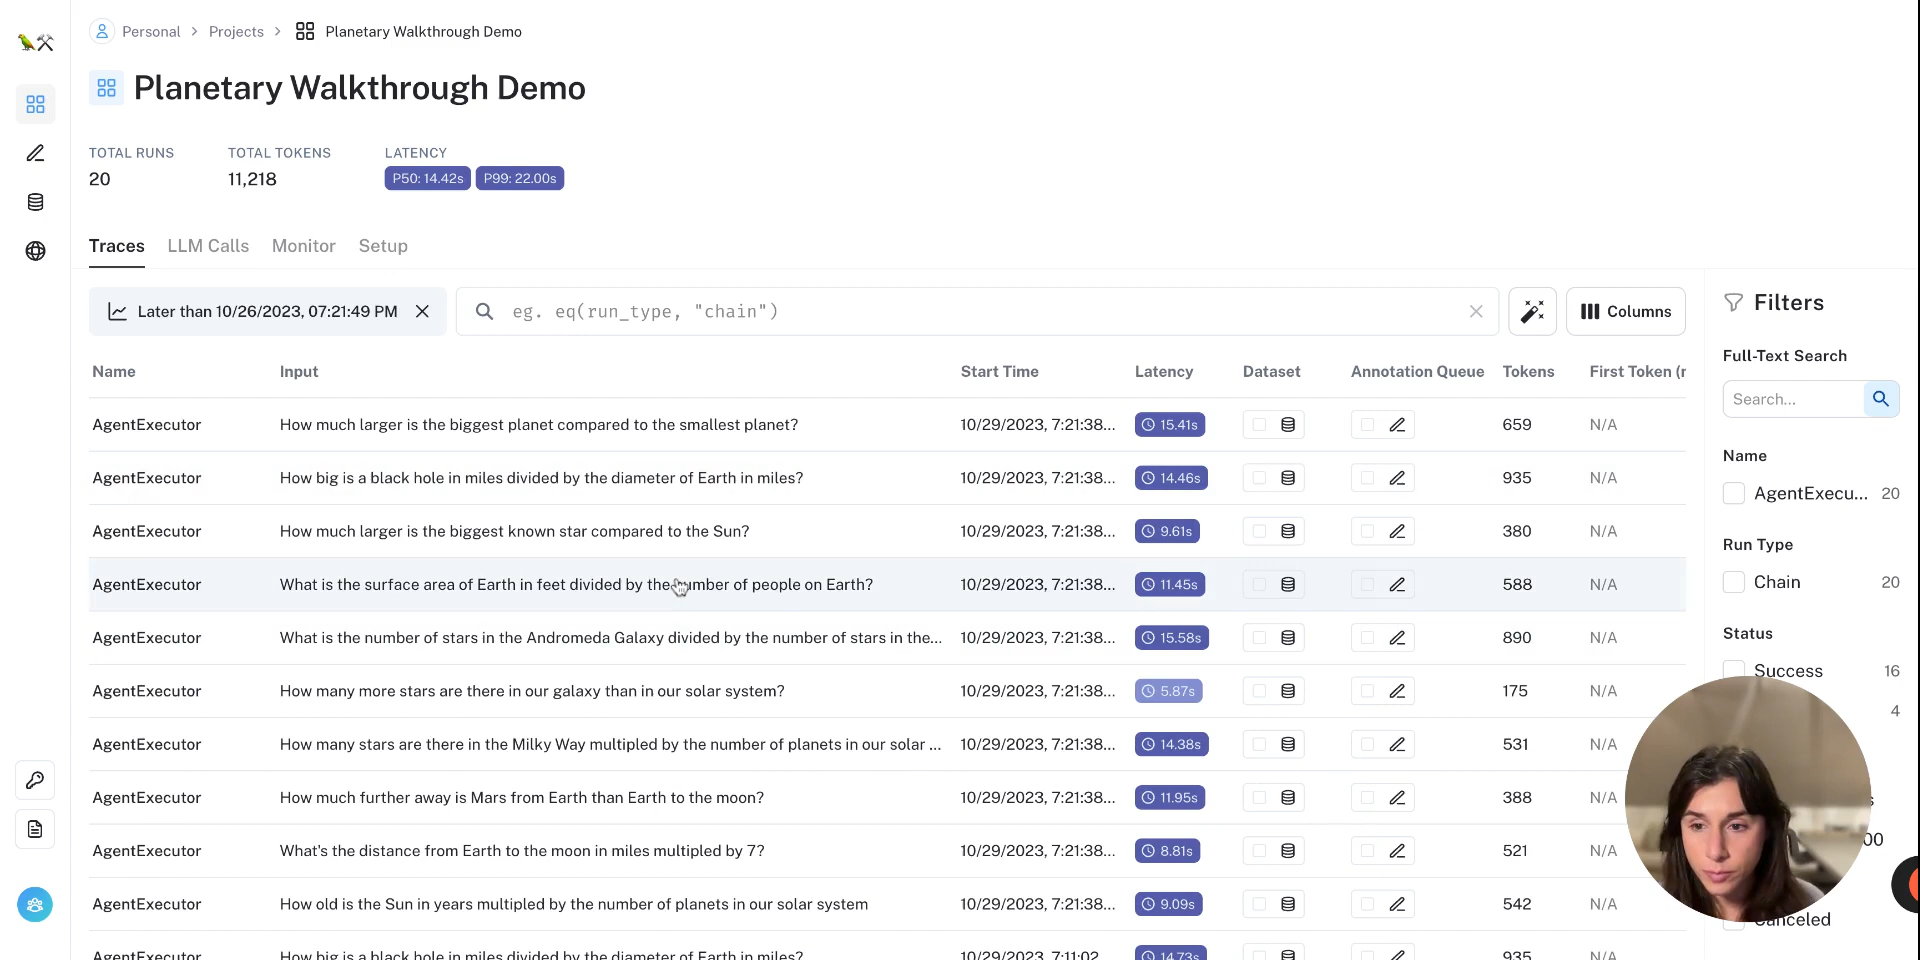 Personal > Projects > Planetary Walkthrough Demo
Planetary Walkthrough Demo
TOTAL RUNS TOTAL TOKENS LATENCY
20 11,218 P50: 14.42s P99: 22.00s
Traces LLM Calls Monitor Setup
Later than 10/26/2023, 07:21:49 PM eg. eq(run_type, "chain") Columns
Name Input Start Time Latency Dataset Annotation Queue Tokens First Token (
AgentExecutor How much larger is the biggest planet compared to the smallest planet? 10/29/2023, 7:21:38... 15.41s 659 N/A
AgentExecutor How big is a black hole in miles divided by the diameter of Earth in miles? 10/29/2023, 7:21:38... 14.46s 935 N/A
AgentExecutor How much larger is the biggest known star compared to the Sun? 10/29/2023, 7:21:38... 9.61s 380 N/A
AgentExecutor What is the surface area of Earth in feet divided by the number of people on Earth? 10/29/2023, 7:21:38... 11.45s 588 N/A
AgentExecutor What is the number of stars in the Andromeda Galaxy divided by the number of stars in the... 10/29/2023, 7:21:38... 15.58s 890 N/A
AgentExecutor How many more stars are there in our galaxy than in our solar system? 10/29/2023, 7:21:38... 5.87s 175 N/A
AgentExecutor How many stars are there in the Milky Way multipled by the number of planets in our solar ... 10/29/2023, 7:21:38... 14.38s 531 N/A
AgentExecutor How much further away is Mars from Earth than Earth to the moon? 10/29/2023, 7:21:38... 11.95s 388 N/A
AgentExecutor What's the distance from Earth to the moon in miles multipled by 7? 10/29/2023, 7:21:38... 8.81s 521 N/A
AgentExecutor How old is the Sun in years multipled by the number of planets in our solar system 10/29/2023, 7:21:38... 9.09s 542 N/A
AgentExecutor How big is a black hole in miles divided by the diameter of Earth in miles? 10/29/2023, 7:11:02 14.73s 935 N/A
Filters
Full-Text Search
Search...
Name
AgentExecu... 20
Run Type
Chain 20
Status
Success 16
4
00
Canceled